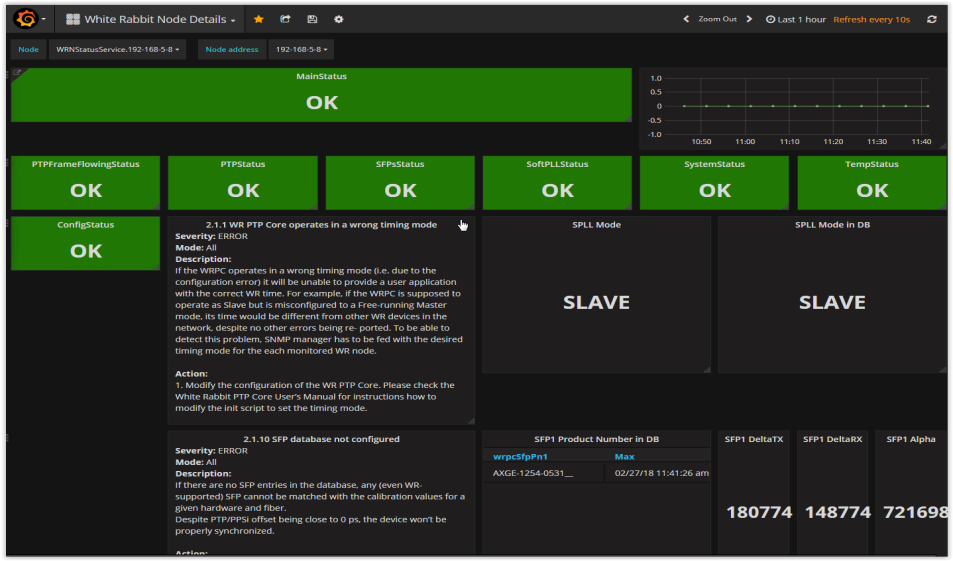 White Rabbit Node Details
Zoom Out
Last 1 hour Refresh every 10s
Node
WRNStatusService.192-168-5-8
Node address
192-168-5-8
MainStatus
OK
1.0
0.5
0
-0.5
-1.0
10:50 11:00 11:10 11:20 11:30 11:40
PTPFrameFlowingStatus
OK
PTPStatus
OK
SFPsStatus
OK
SoftPLLStatus
OK
SystemStatus
OK
TempStatus
OK
ConfigStatus
OK
2.1.1 WR PTP Core operates in a wrong timing mode
Severity: ERROR
Mode: All
Description:
If the WRPC operates in a wrong timing mode (i.e. due to the
configuration error) it will be unable to provide a user application
with the correct WR time. For example, if the WRPC is supposed to
operate as Slave but is misconfigured to a Free-running Master
mode, its time would be different from other WR devices in the
network, despite no other errors being re- ported. To be able to
detect this problem, SNMP manager has to be fed with the desired
timing mode for the each monitored WR node.
Action:
1. Modify the configuration of the WR PTP Core. Please check the
White Rabbit PTP Core User's Manual for instructions how to
modify the init script to set the timing mode.
SPLL Mode
SLAVE
SPLL Mode in DB
SLAVE
2.1.10 SFP database not configured
Severity: ERROR
Mode: All
Description:
If there are no SFP entries in the database, any (even WR-
supported) SFP cannot be matched with the calibration values for a
given hardware and fiber.
Despite PTP/PPSi offset being close to 0 ps, the device won't be
properly synchronized.
Action:
SFP1 Product Number in DB
wrpcSfpPn1 Max
AXGE-1254-0531__ 02/27/18 11:41:26 am
SFP1 DeltaTX
180774
SFP1 DeltaRX
148774
SFP1 Alpha
721698